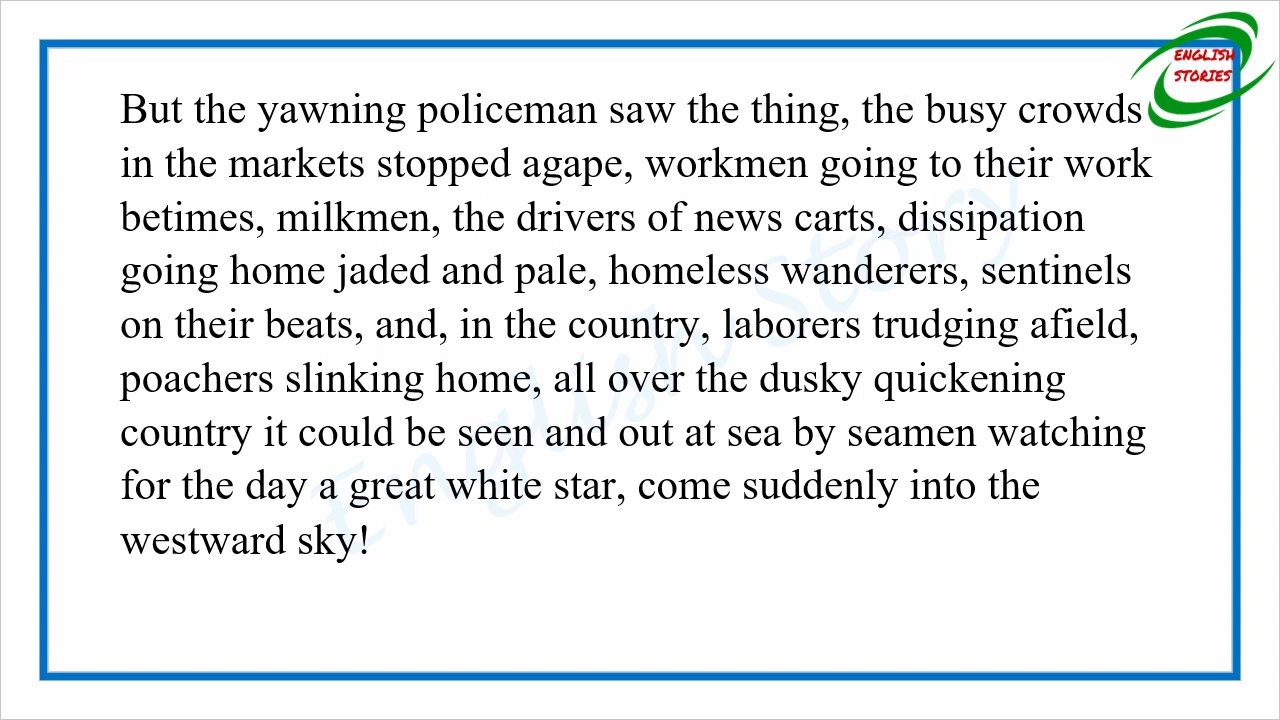 ENGLISH
STORIES
But the yawning policeman saw the thing, the busy crowds
in the markets stopped agape, workmen going to their work
betimes, milkmen, the drivers of news carts, dissipation
going home jaded and pale, homeless wanderers, sentinels
on their beats, and, in the country, laborers trudging afield,
poachers slinking home, all over the dusky quickening
country it could be seen and out at sea by seamen watching
for the day a great white star, come suddenly into the
westward sky!
English Story